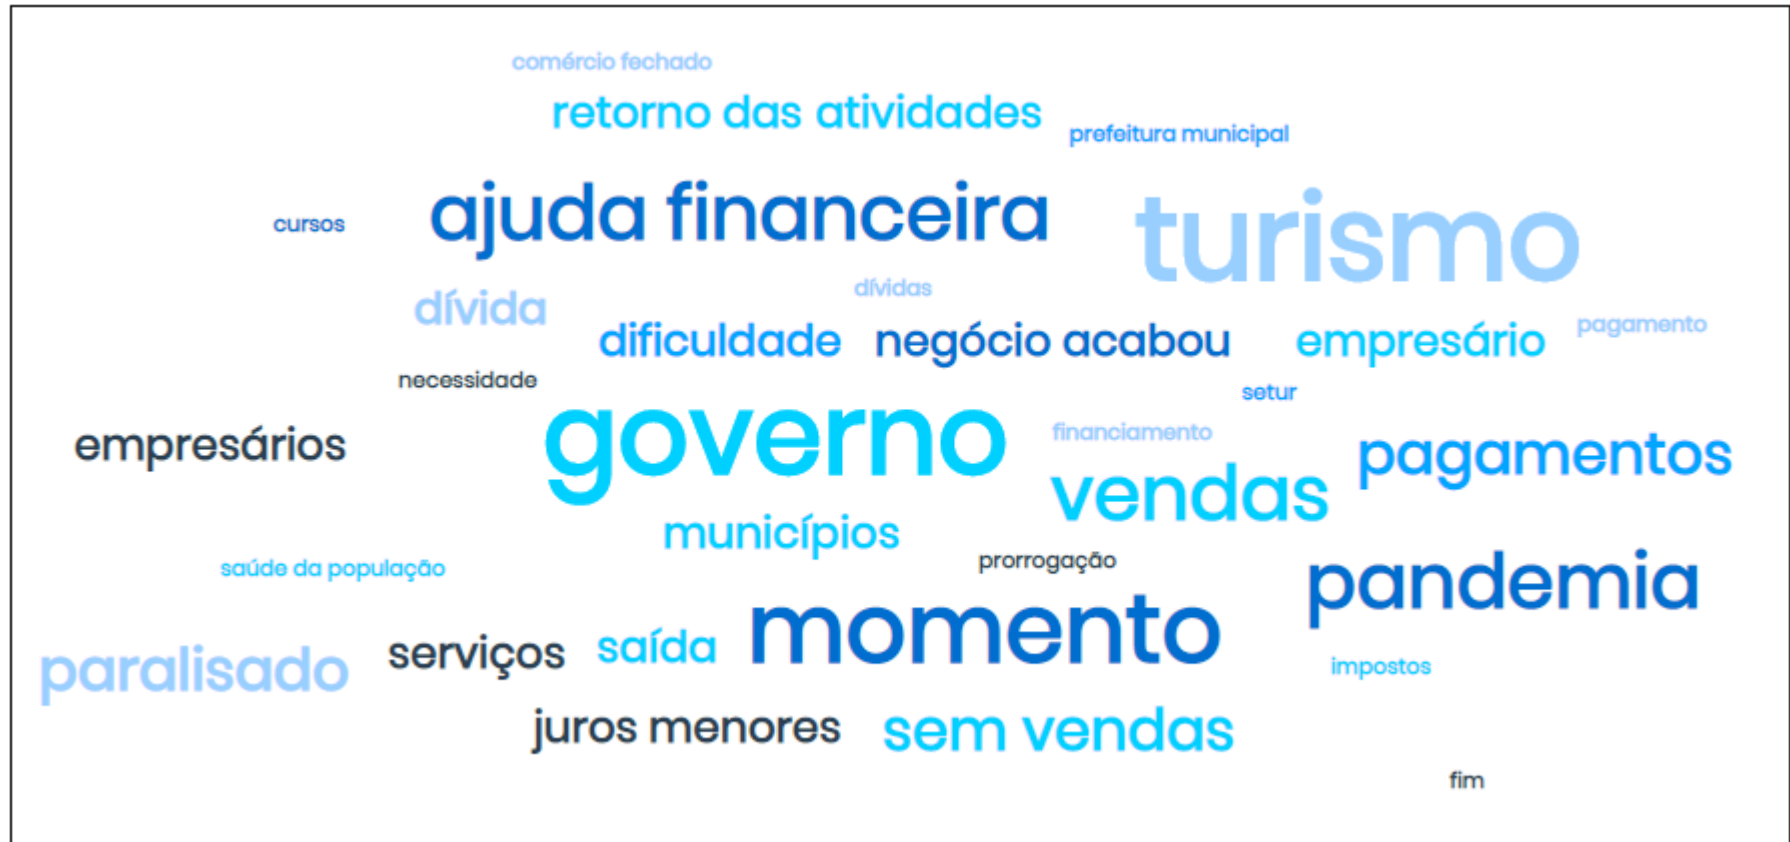 comércio fechado
retorno das atividades
prefeitura municipal
cursos
ajuda financeira
turismo
dívida
dívidas
dificuldade
negócio acabou
empresário
pagamento
necessidade
setur
empresários
governo
financiamento
vendas
pagamentos
municípios
saúde da população
prorrogação
pandemia
paralisado
serviços
saída
momento
impostos
juros menores
sem vendas
fim